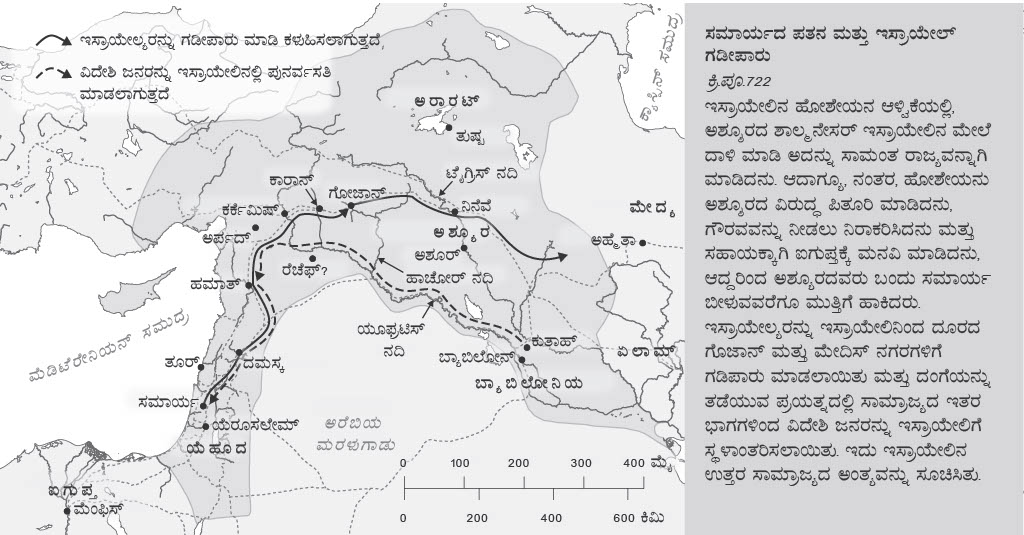 ಇಸ್ರಾಯೇಲ್ಯರನ್ನು ಗಡೀಪಾರು ಮಾಡಿ ಕಳುಹಿಸಲಾಗುತ್ತದೆ
ವಿದೇಶಿ ಜನರನ್ನು ಇಸ್ರಾಯೇಲಿನಲ್ಲಿ ಪುನರ್ವಸತಿ
ಮಾಡಲಾಗುತ್ತದೆ
ಕ್ಯಾಸ್ಪಿಯನ್ ಸಮುದ್ರ
ಅರಾರಟ್
ತುಷ್ಪ
ಟೈಗ್ರಿಸ್ ನದಿ
ಕಾರಾನ್
ಗೋಜಾನ್
ಕರ್ಕೆಮಿಷ್
ನಿನೆವೆ
ಮೇದ್ಯ
ಅರ್ಪದ್
ಅಶ್ಶೂರ
ಅಹ್ಮೆತಾ
ಅಶೂರ್
ರೆಚೆಫ್?
ಹಾಬೋರ್ ನದಿ
ಹಮಾತ್
ಮೆಡಿಟೆರೇನಿಯನ್ ಸಮುದ್ರ
ಯೂಫ್ರಟಿಸ್
ನದಿ
ಕುತಾಹ್
ಬ್ಯಾಬಿಲೋನ್
ಏಲಾಮ್
ತೂರ್
ದಮಸ್ಕ
ಬ್ಯಾಬಿಲೋನಿಯ
ಸಮಾರ್ಯ
ಯೆರೂಸಲೇಮ್
ಯೆಹೂದ
ಅರೆಬಿಯ
ಮರಳುಗಾಡು
ಐಗುಪ್ತ
ಮೆಂಫಿಸ್
0 100 200 300 400 ಮೈ
0 200 400 600 ಕಿಮಿ
ಸಮಾರ್ಯದ ಪತನ ಮತ್ತು ಇಸ್ರಾಯೇಲ್
ಗಡೀಪಾರು
ಕ್ರಿ.ಪೂ.722
ಇಸ್ರಾಯೇಲಿನ ಹೋಶೇಯನ ಆಳ್ವಿಕೆಯಲ್ಲಿ,
ಅಶ್ಶೂರದ ಶಾಲ್ಮನೇಸರ್ ಇಸ್ರಾಯೇಲಿನ ಮೇಲೆ
ದಾಳಿ ಮಾಡಿ ಅದನ್ನು ಸಾಮಂತ ರಾಜ್ಯವನ್ನಾಗಿ
ಮಾಡಿದನು. ಆದಾಗ್ಯೂ, ನಂತರ, ಹೋಶೇಯನು
ಅಶ್ಶೂರದ ವಿರುದ್ಧ ಪಿತೂರಿ ಮಾಡಿದನು,
ಗೌರವವನ್ನು ನೀಡಲು ನಿರಾಕರಿಸಿದನು ಮತ್ತು
ಸಹಾಯಕ್ಕಾಗಿ ಐಗುಪ್ತಕ್ಕೆ ಮನವಿ ಮಾಡಿದನು,
ಆದ್ದರಿಂದ ಅಶ್ಶೂರದವರು ಬಂದು ಸಮಾರ್ಯ
ಬೀಳುವವರೆಗೂ ಮುತ್ತಿಗೆ ಹಾಕಿದರು.
ಇಸ್ರಾಯೇಲ್ಯರನ್ನು ಇಸ್ರಾಯೇಲಿನಿಂದ ದೂರದ
ಗೊಜಾನ್ ಮತ್ತು ಮೇದಿಸ್ ನಗರಗಳಿಗೆ
ಗಡಿಪಾರು ಮಾಡಲಾಯಿತು ಮತ್ತು ದಂಗೆಯನ್ನು
ತಡೆಯುವ ಪ್ರಯತ್ನದಲ್ಲಿ ಸಾಮ್ರಾಜ್ಯದ ಇತರ
ಭಾಗಗಳಿಂದ ವಿದೇಶಿ ಜನರನ್ನು ಇಸ್ರಾಯೇಲಿಗೆ
ಸ್ಥಳಾಂತರಿಸಲಾಯಿತು. ಇದು ಇಸ್ರಾಯೇಲಿನ
ಉತ್ತರ ಸಾಮ್ರಾಜ್ಯದ ಅಂತ್ಯವನ್ನು ಸೂಚಿಸಿತು.